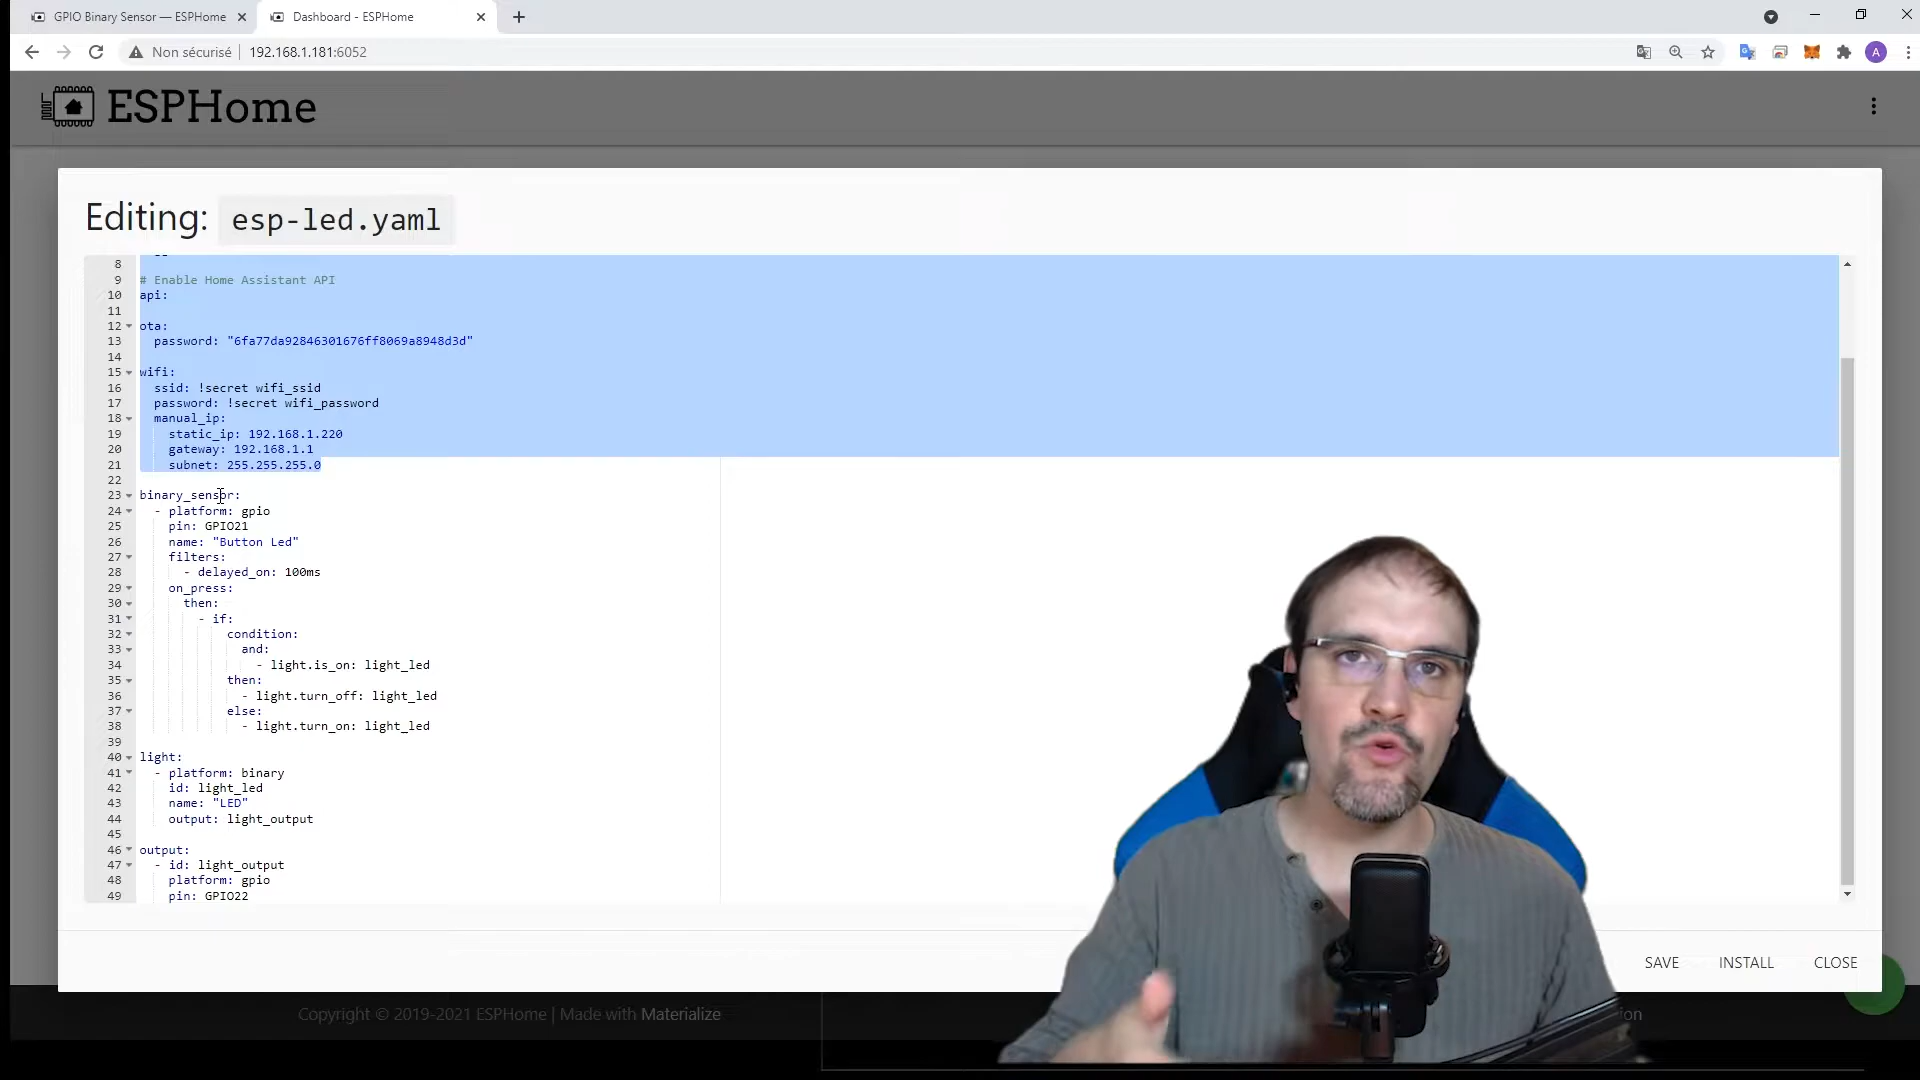 GPIO Binary Sensor — ESPHome
Dashboard - ESPHome
Non sécurisé
192.168.1.181:6052
A
ESPHome
Editing: esp-led.yaml
8
9 # Enable Home Assistant API
10 api:
11
12 ota:
13 password: "6fa77da92846301676ff8069a8948d3d"
14
15 wifi:
16 ssid: !secret wifi_ssid
17 password: !secret wifi_password
18 manual_ip:
19 static_ip: 192.168.1.220
20 gateway: 192.168.1.1
21 subnet: 255.255.255.0
22
23 binary_sensor:
24 - platform: gpio
25 pin: GPIO21
26 name: "Button Led"
27 filters:
28 - delayed_on: 100ms
29 on_press:
30 then:
31 - if:
32 condition:
33 and:
34 - light.is_on: light_led
35 then:
36 - light.turn_off: light_led
37 else:
38 - light.turn_on: light_led
39
40 light:
41 - platform: binary
42 id: light_led
43 name: "LED"
44 output: light_output
45
46 output:
47 - id: light_output
48 platform: gpio
49 pin: GPIO22
SAVE INSTALL CLOSE
Copyright © 2019-2021 ESPHome | Made with Materialize